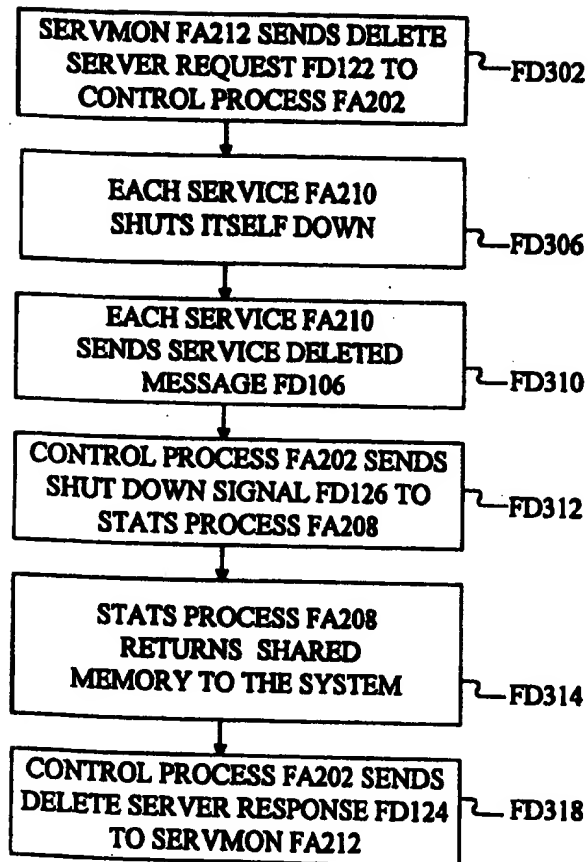 SERVMON FA212 SENDS DELETE
SERVER REQUEST FD122 TO
CONTROL PROCESS FA202
FD302
EACH SERVICE FA210
SHUTS ITSELF DOWN
FD306
EACH SERVICE FA210
SENDS SERVICE DELETED
MESSAGE FD106
FD310
CONTROL PROCESS FA202 SENDS
SHUT DOWN SIGNAL FD126 TO
STATS PROCESS FA208
FD312
STATS PROCESS FA208
RETURNS SHARED
MEMORY TO THE SYSTEM
FD314
CONTROL PROCESS FA202 SENDS
DELETE SERVER RESPONSE FD124
TO SERVMON FA212
FD318